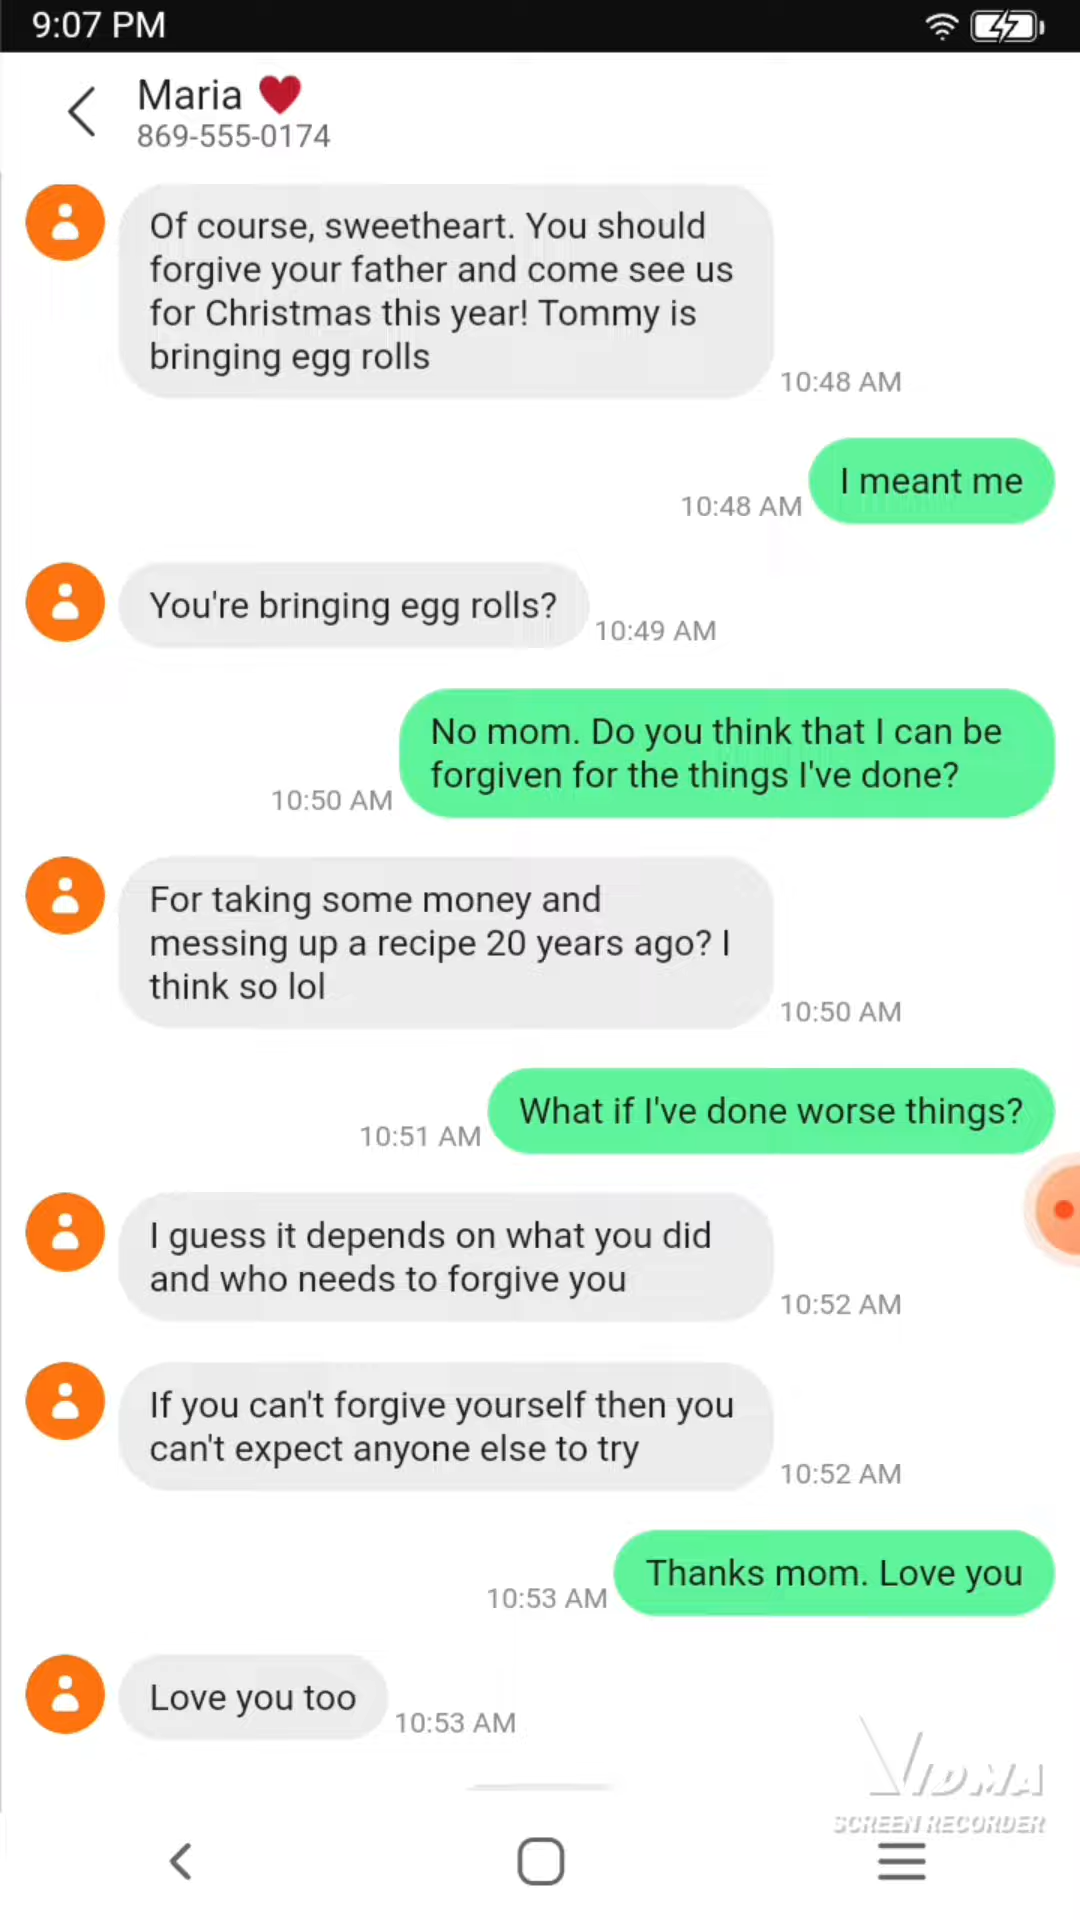 9:07 PM
Maria ❤
869-555-0174
Of course, sweetheart. You should
forgive your father and come see us
for Christmas this year! Tommy is
bringing egg rolls
10:48 AM
I meant me
10:48 AM
You're bringing egg rolls?
10:49 AM
No mom. Do you think that I can be
forgiven for the things I've done?
10:50 AM
For taking some money and
messing up a recipe 20 years ago? I
think so lol
10:50 AM
What if I've done worse things?
10:51 AM
I guess it depends on what you did
and who needs to forgive you
10:52 AM
If you can't forgive yourself then you
can't expect anyone else to try
10:52 AM
Thanks mom. Love you
10:53 AM
Love you too
10:53 AM
VIDMA
SCREEN RECORDER